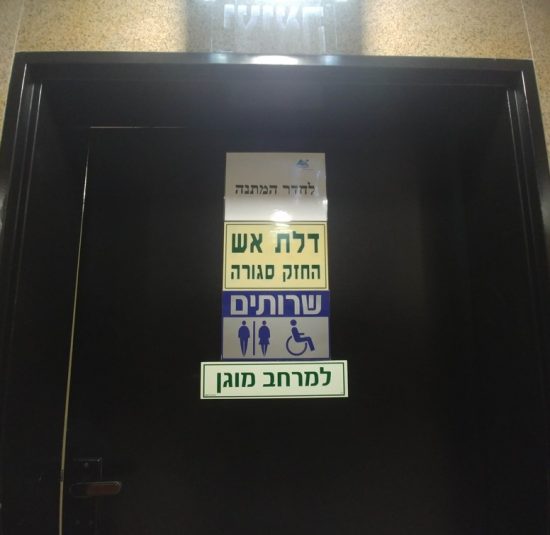 לחדר המתנה
דלת אש
החזק סגורה
שרותים
למרחב מוגן